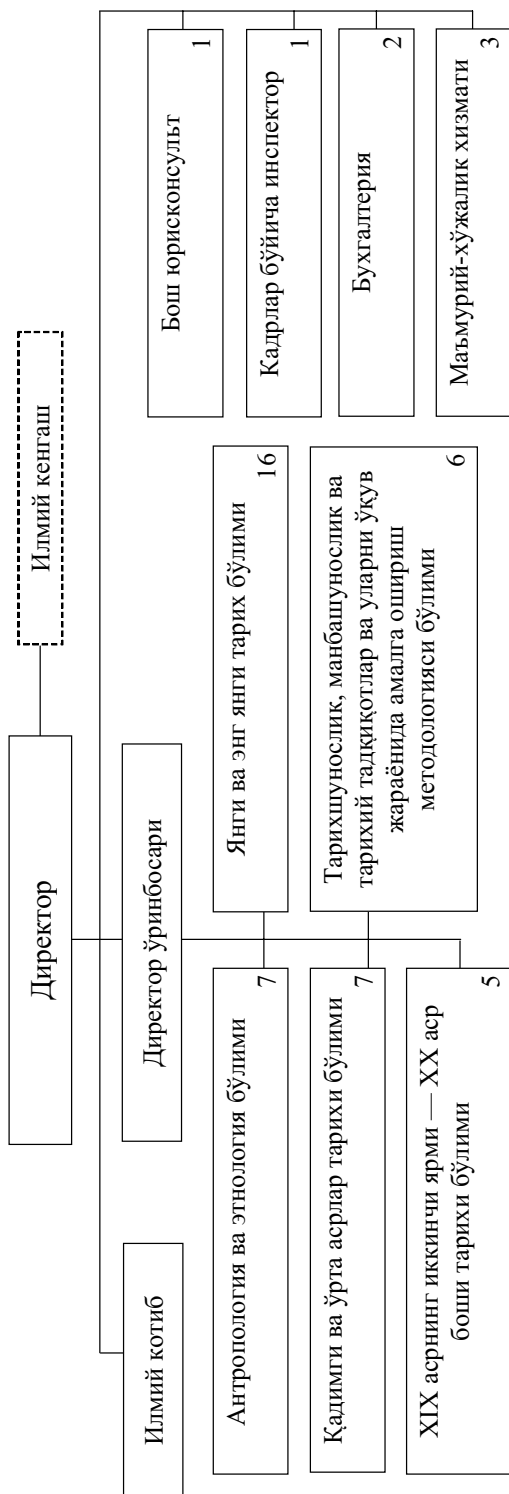 Директор
Илмий кенгаш
Илмий котиб
Директор ўринбосари
Антропология ва этнология бўлими
7
Янги ва энг янги тарих бўлими
16
Қадимги ва ўрта асрлар тарихи бўлими
7
Тарихшунослик, манбашунослик ва
тарихий тадқиқотлар ва уларни ўқув
жараёнида амалга ошириш
методологияси бўлими
6
XIX асрнинг иккинчи ярми — XX аср
боши тарихи бўлими
5
Бош юрисконсульт
1
Кадрлар бўйича инспектор
1
Бухгалтерия
2
Маъмурий-хўжалик хизмати
3